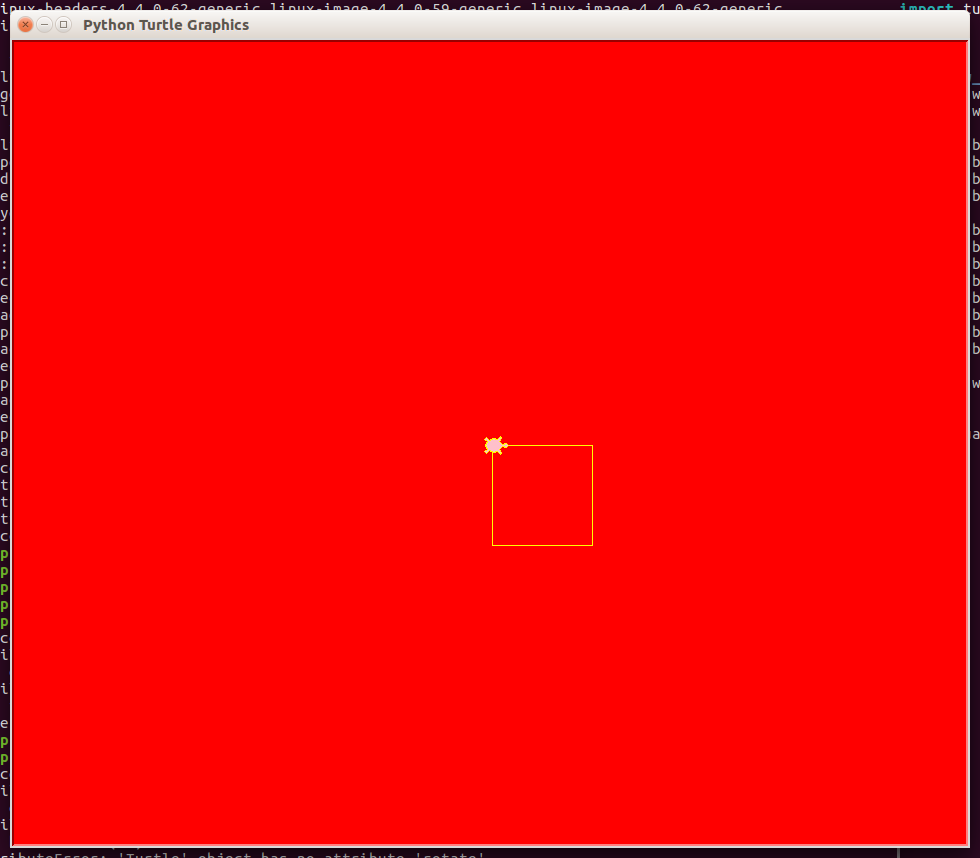 inux-headers-4.4.0-62-generic linux-image-4.4.0-59-generic linux-image-4.4.0-62-generic
import tu
i
Python Turtle Graphics
l
g
w
l
w
l
b
p
b
d
b
e
b
y
:
b
:
b
:
b
c
b
e
b
a
b
p
b
a
b
e
p
w
a
e
p
a
a
c
t
t
t
c
p
p
p
p
p
c
i
i
e
p
p
c
i
i
ributeError: 'Turtle' object has no attribute 'rotate'